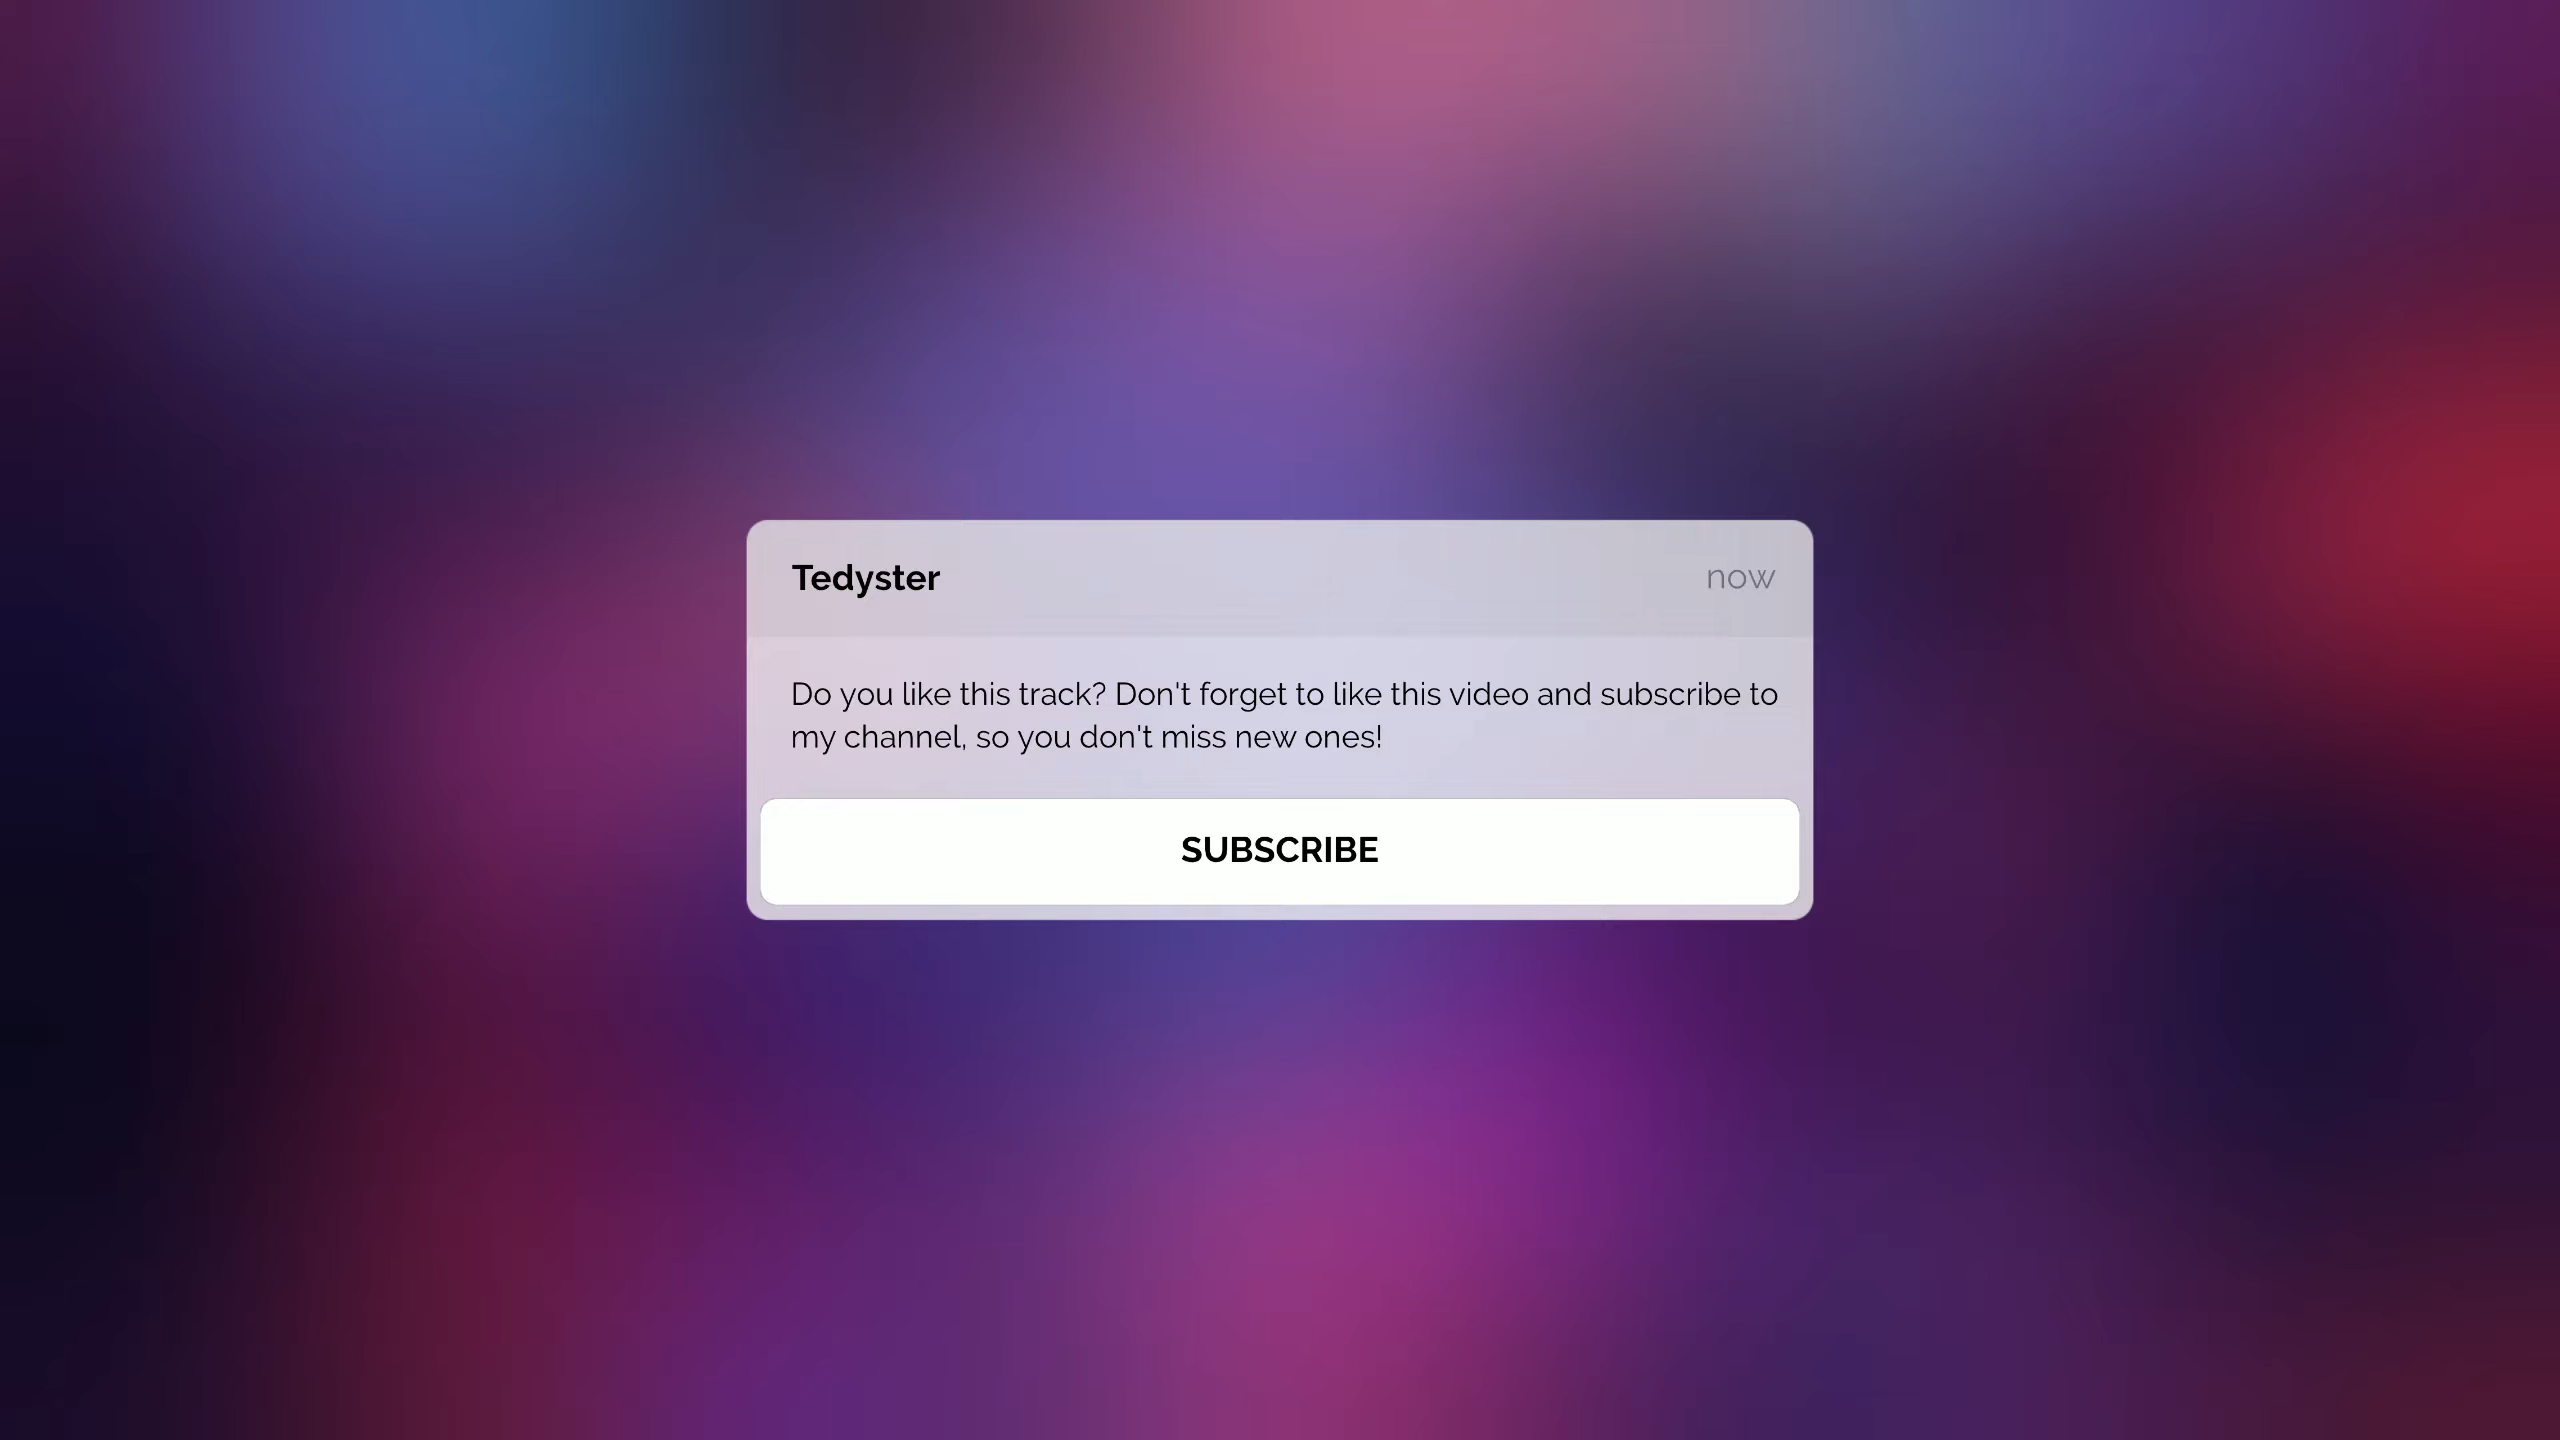 Tedyster
now
Do you like this track? Don't forget to like this video and subscribe to
my channel, so you don't miss new ones!
SUBSCRIBE